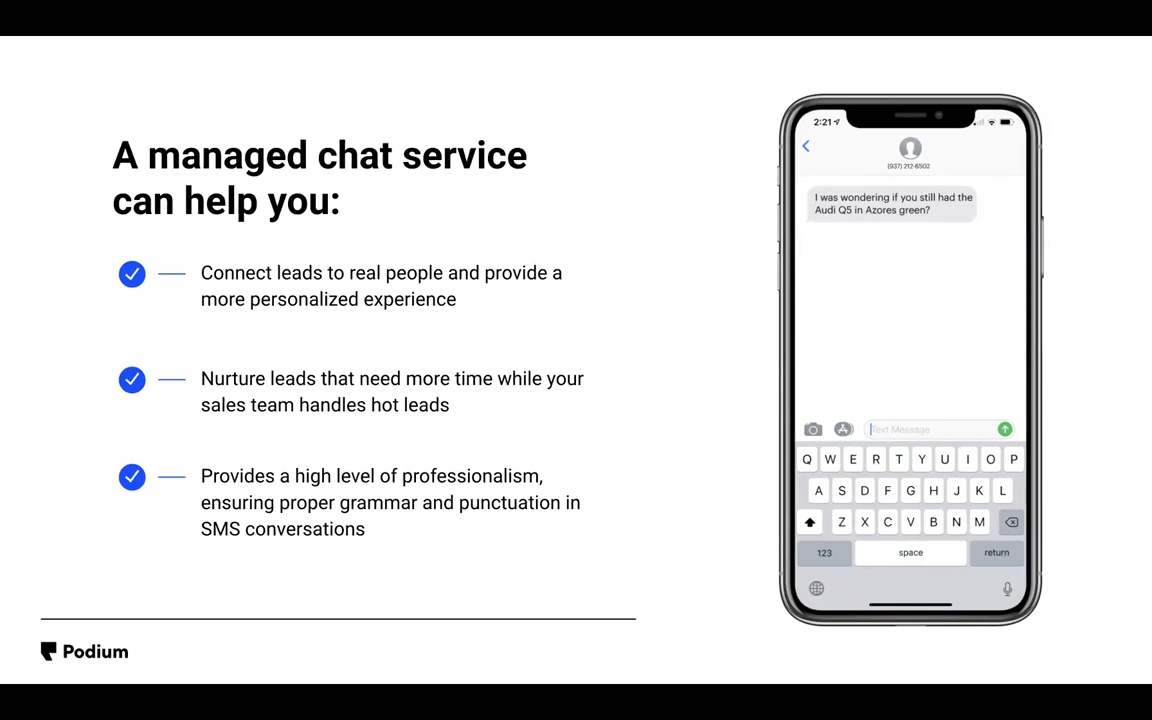 A managed chat service
can help you:
Connect leads to real people and provide a
more personalized experience
Nurture leads that need more time while your
sales team handles hot leads
Provides a high level of professionalism,
ensuring proper grammar and punctuation in
SMS conversations
Podium
2:21
(937) 212-6502
I was wondering if you still had the
Audi Q5 in Azores green?
Text Message
Q W E R T Y U I O P
A S D F G H J K L
Z X C V B N M
123 space return